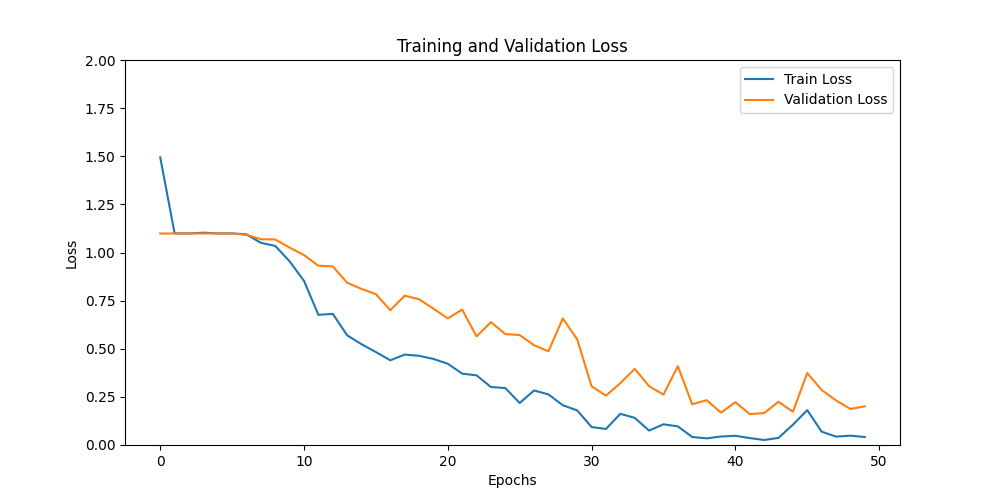 Training and Validation Loss
2.00
1.75
1.50
1.25
1.00
0.75
0.50
0.25
0.00
Loss
Train Loss
Validation Loss
0 10 20 30 40 50
Epochs